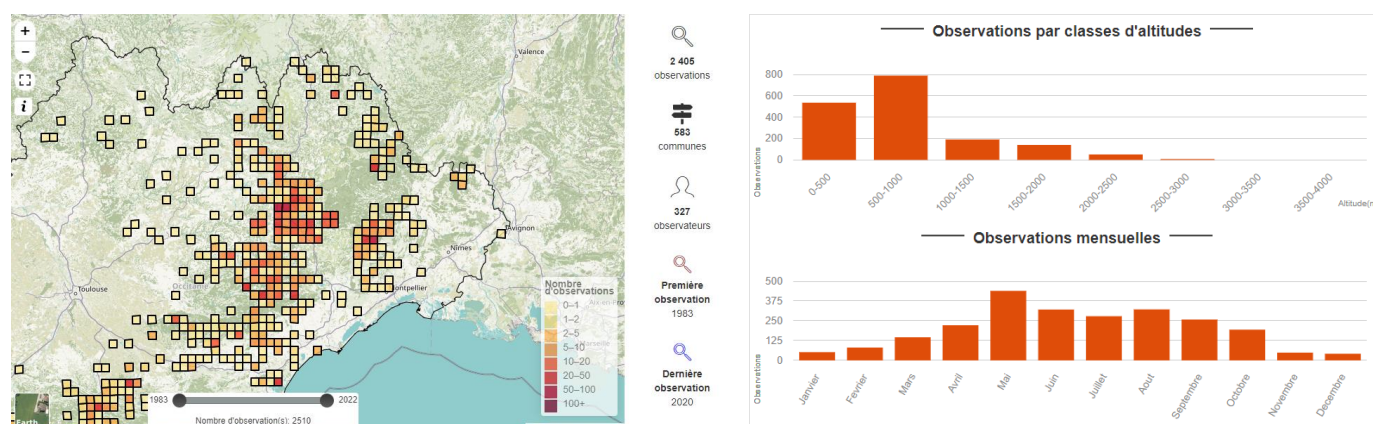 +
−
i
Valence
Avignon
Nîmes
Montpellier
Occitanie
Toulouse
Marseille
Nombre
d'observations
0–1
1–2
2–5
5–10
10–20
20–50
50–100
100+
1983
2022
Nombre d'observation(s): 2510
Earth
2 405
observations
583
communes
327
observateurs
Première
observation
1983
Dernière
observation
2020
Observations par classes d'altitudes
800
600
400
200
0
Observations
0-500
500-1000
1000-1500
1500-2000
2000-2500
2500-3000
3000-3500
3500-4000
Altitude(m
Observations mensuelles
500
375
250
125
0
Observations
Janvier
Fevrier
Mars
Avril
Mai
Juin
Juillet
Aout
Septembre
Octobre
Novembre
Decembre